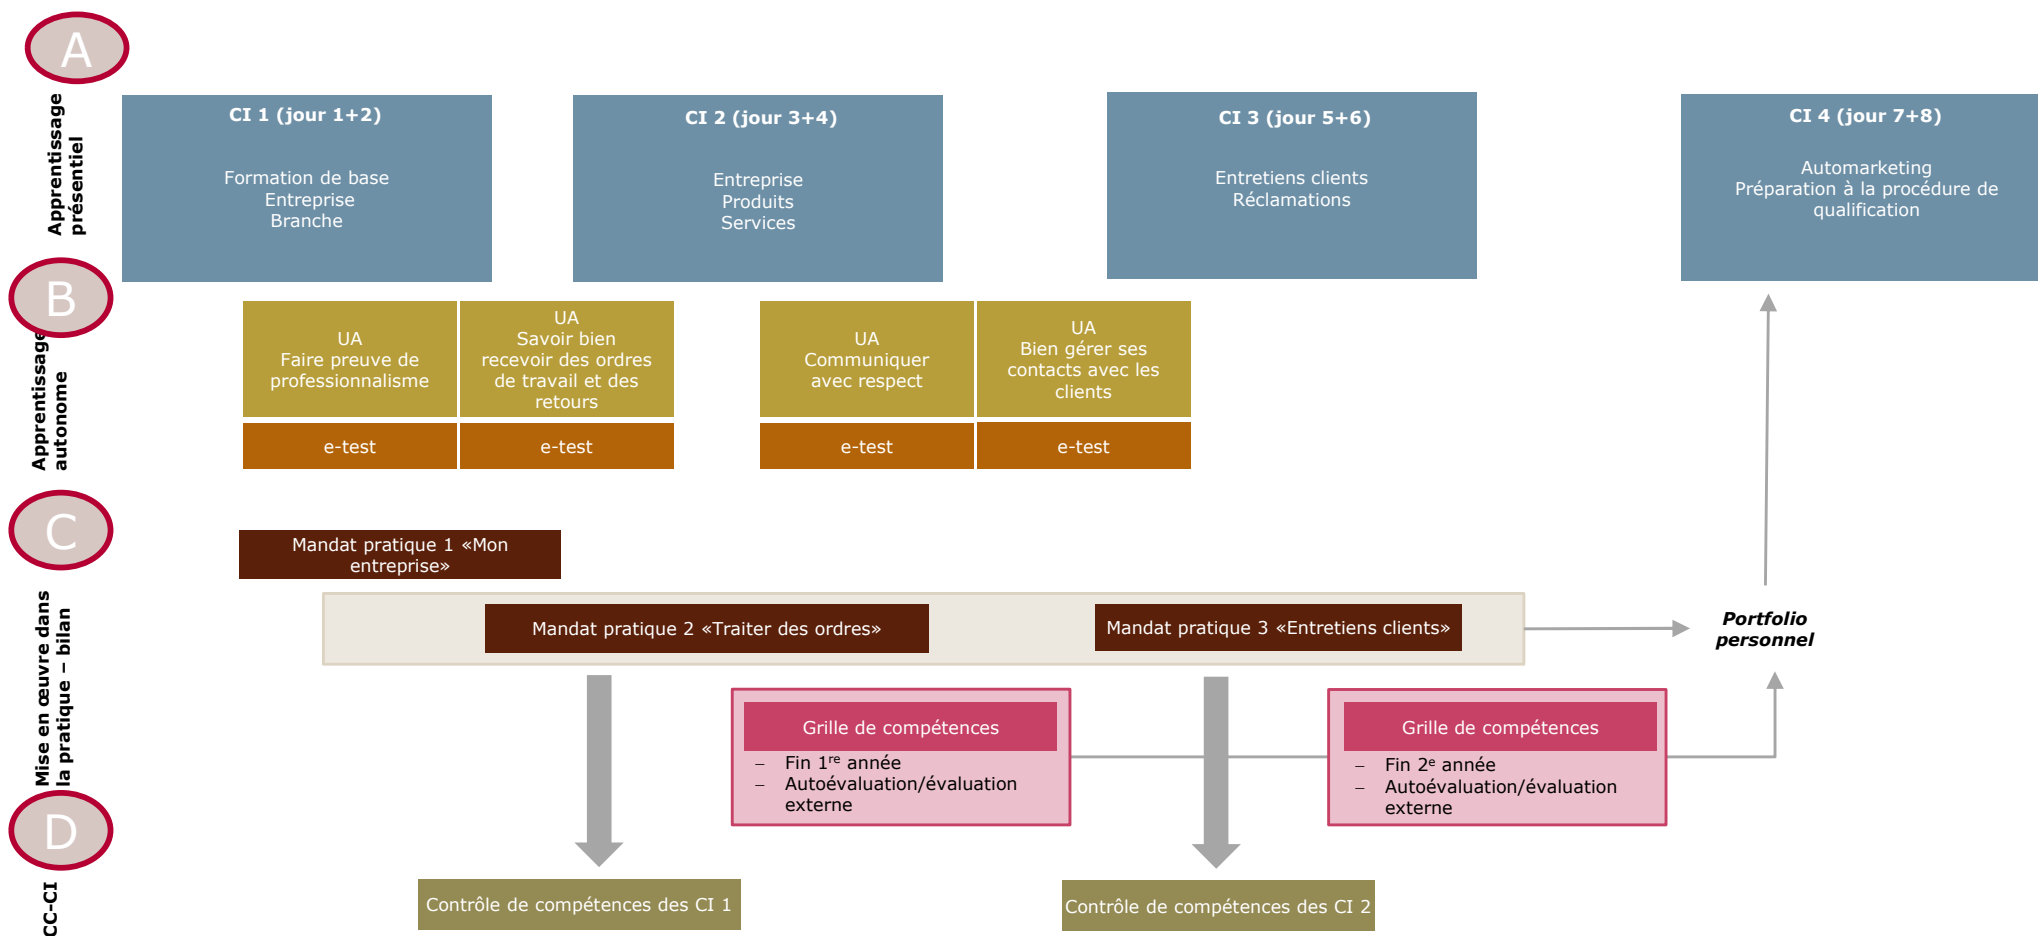 A
Apprentissage
présentiel
CI 1 (jour 1+2)
Formation de base
Entreprise
Branche
CI 2 (jour 3+4)
Entreprise
Produits
Services
CI 3 (jour 5+6)
Entretiens clients
Réclamations
CI 4 (jour 7+8)
Automarketing
Préparation à la procédure de
qualification
B
Apprentissage
autonome
UA
Faire preuve de
professionnalisme
UA
Savoir bien
recevoir des ordres
de travail et des
retours
UA
Communiquer
avec respect
UA
Bien gérer ses
contacts avec les
clients
e-test
e-test
e-test
e-test
C
Mise en œuvre dans
la pratique – bilan
Mandat pratique 1 «Mon
entreprise»
Mandat pratique 2 «Traiter des ordres»
Mandat pratique 3 «Entretiens clients»
Portfolio
personnel
Grille de compétences
– Fin 1re année
– Autoévaluation/évaluation
externe
Grille de compétences
– Fin 2e année
– Autoévaluation/évaluation
externe
D
CC-CI
Contrôle de compétences des CI 1
Contrôle de compétences des CI 2